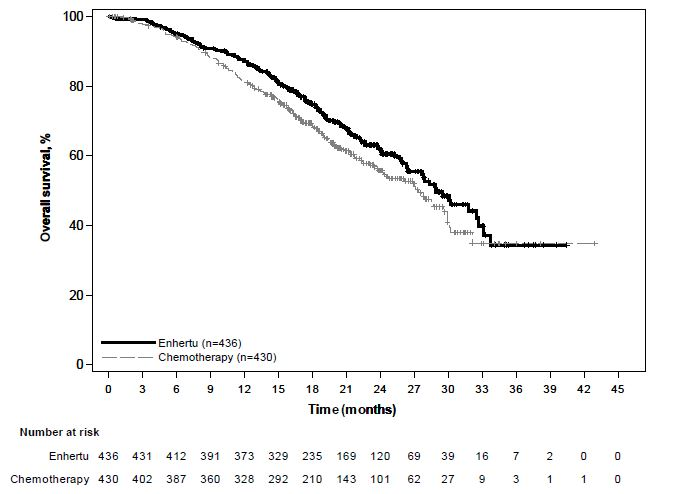 100
80
60
40
20
0
Overall survival, %
Enhertu (n=436)
Chemotherapy (n=430)
0 3 6 9 12 15 18 21 24 27 30 33 36 39 42 45
Time (months)
Number at risk
Enhertu 436 431 412 391 373 329 235 169 120 69 39 16 7 2 0 0
Chemotherapy 430 402 387 360 328 292 210 143 101 62 27 9 3 1 1 0